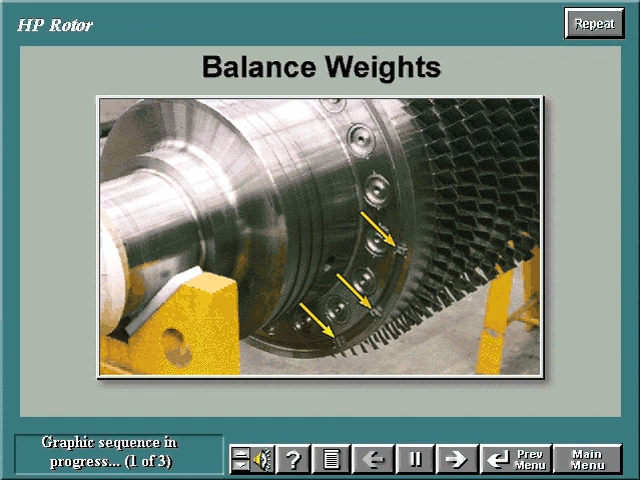 HP Rotor
Repeat
Balance Weights
Graphic sequence in
progress... (1 of 3)
?
Prev
Menu
Main
Menu